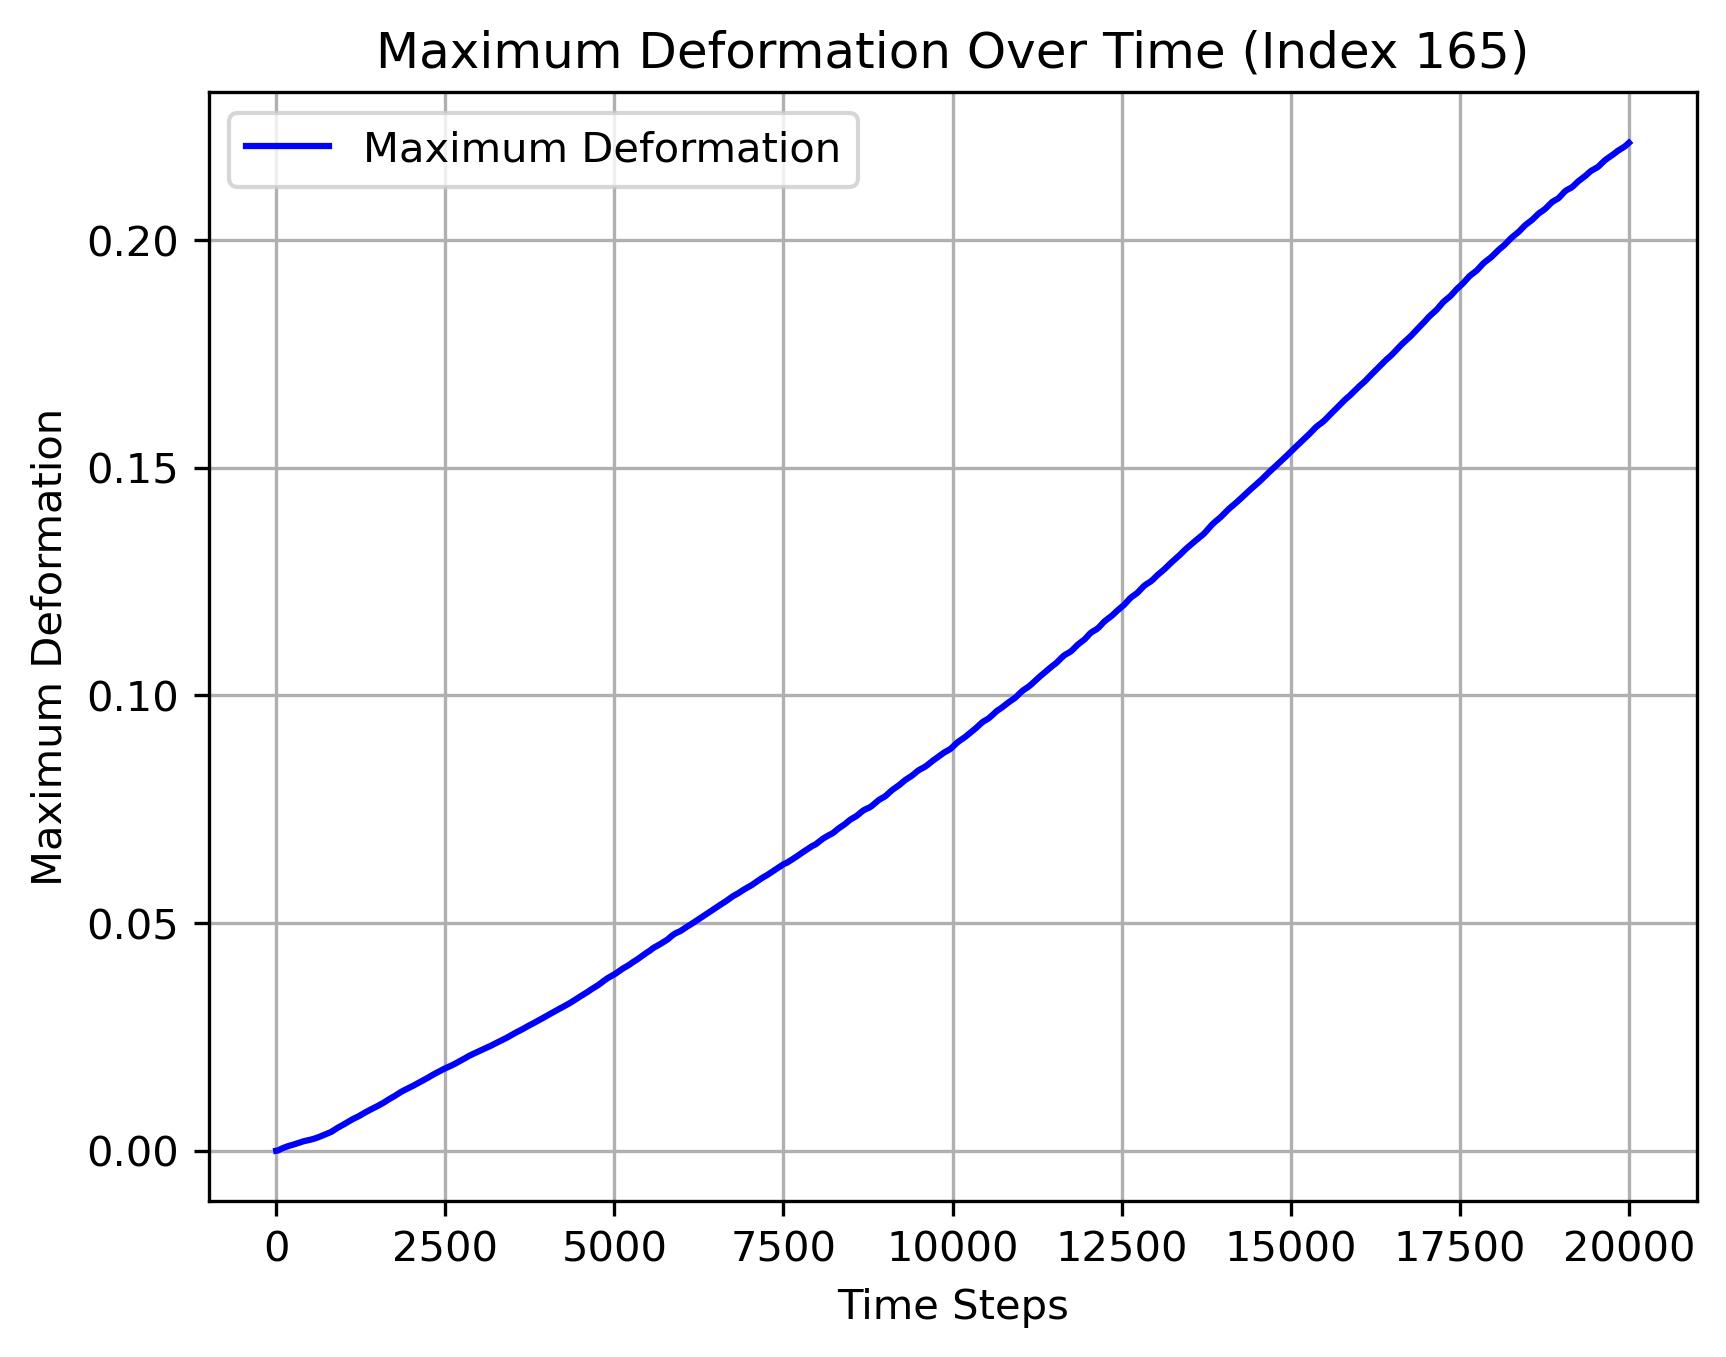 Maximum Deformation Over Time (Index 165)
Maximum Deformation
Maximum Deformation
0.20
0.15
0.10
0.05
0.00
0 2500 5000 7500 10000 12500 15000 17500 20000
Time Steps